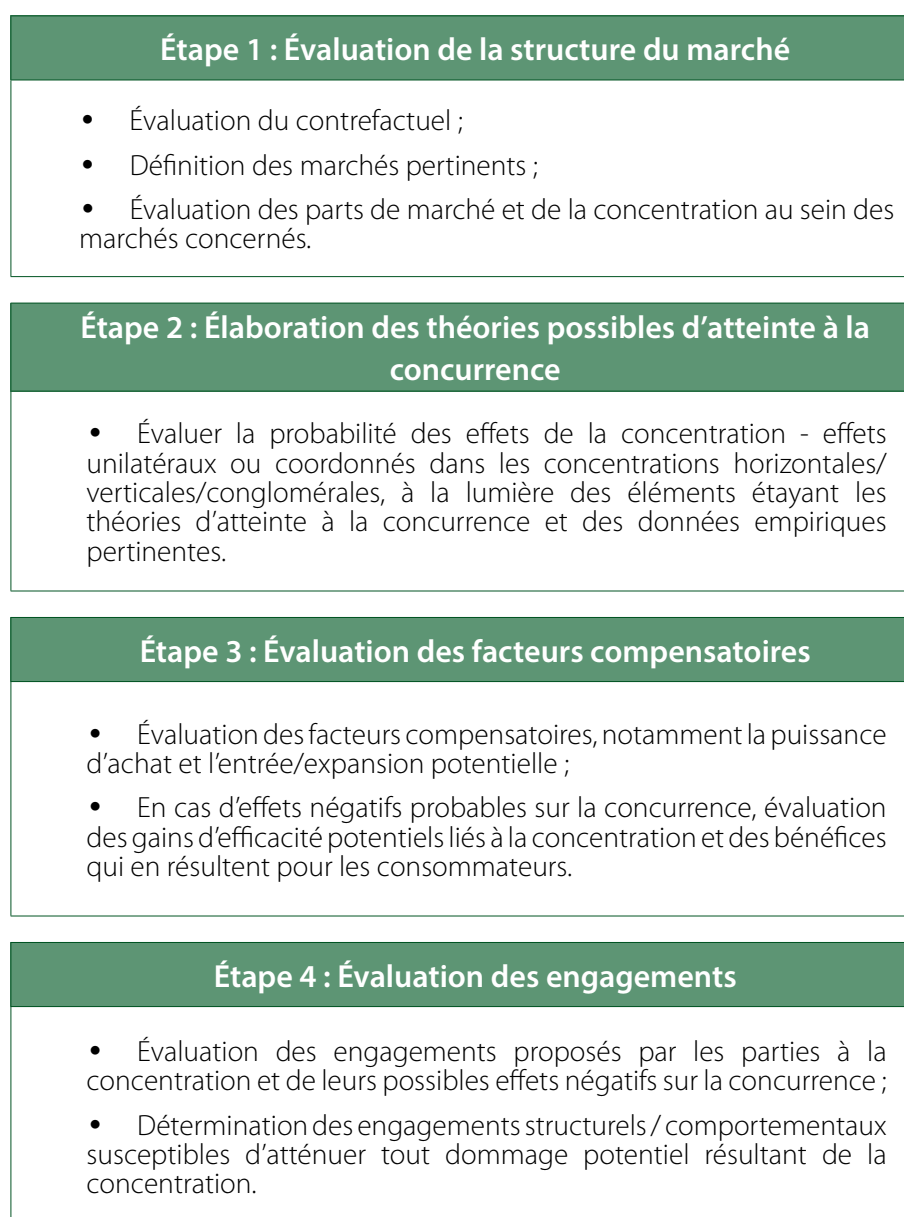 Étape 1 : Évaluation de la structure du marché
• Évaluation du contrefactuel ;
• Définition des marchés pertinents ;
• Évaluation des parts de marché et de la concentration au sein des
marchés concernés.
Étape 2 : Élaboration des théories possibles d’atteinte à la
concurrence
• Évaluer la probabilité des effets de la concentration - effets
unilatéraux ou coordonnés dans les concentrations horizontales/
verticales/conglomérales, à la lumière des éléments étayant les
théories d’atteinte à la concurrence et des données empiriques
pertinentes.
Étape 3 : Évaluation des facteurs compensatoires
• Évaluation des facteurs compensatoires, notamment la puissance
d’achat et l’entrée/expansion potentielle ;
• En cas d’effets négatifs probables sur la concurrence, évaluation
des gains d’efficacité potentiels liés à la concentration et des bénéfices
qui en résultent pour les consommateurs.
Étape 4 : Évaluation des engagements
• Évaluation des engagements proposés par les parties à la
concentration et de leurs possibles effets négatifs sur la concurrence ;
• Détermination des engagements structurels / comportementaux
susceptibles d’atténuer tout dommage potentiel résultant de la
concentration.